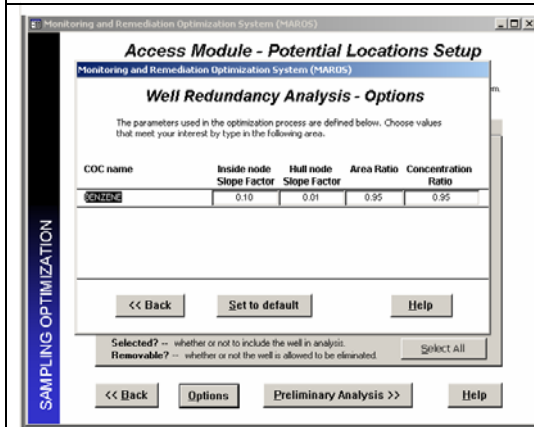 Monitoring and Remediation Optimization System (MAROS)
Access Module - Potential Locations Setup
Monitoring and Remediation Optimization System (MAROS)
Well Redundancy Analysis - Options
The parameters used in the optimization process are defined below. Choose values
that meet your interest by type in the following area.
COC name Inside node Slope Factor Hull node Slope Factor Area Ratio Concentration Ratio
BENZENE 0.10 0.01 0.95 0.95
<< Back Set to default Help
Selected? -- whether or not to include the well in analysis.
Removable? -- whether or not the well is allowed to be eliminated.
Select All
<< Back Options Preliminary Analysis >> Help
SAMPLING OPTIMIZATION